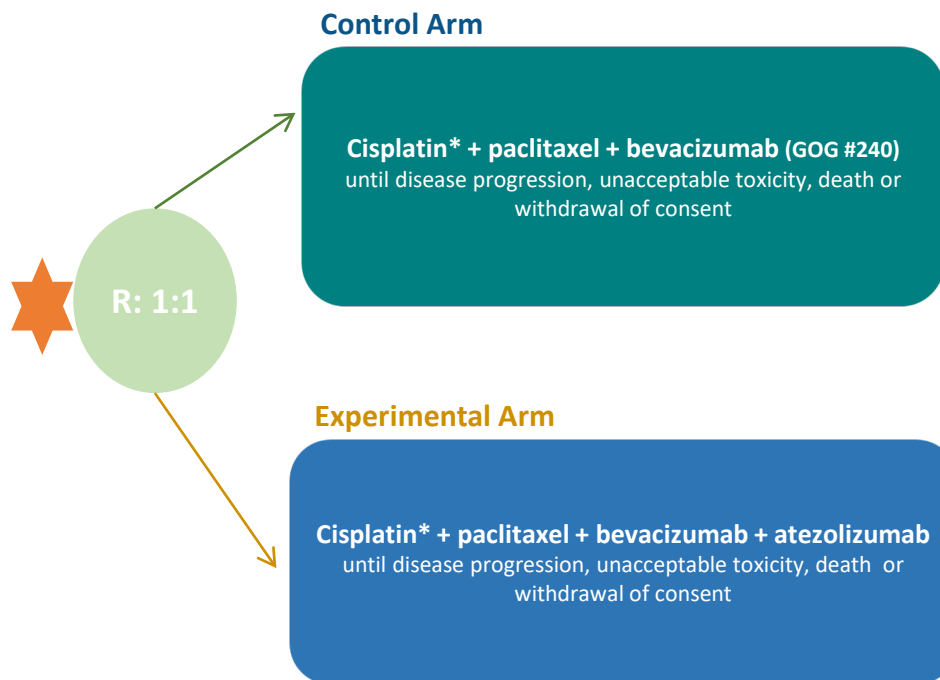 Control Arm
Cisplatin* + paclitaxel + bevacizumab (GOG #240)
until disease progression, unacceptable toxicity, death or
withdrawal of consent
R: 1:1
Experimental Arm
Cisplatin* + paclitaxel + bevacizumab + atezolizumab
until disease progression, unacceptable toxicity, death or
withdrawal of consent